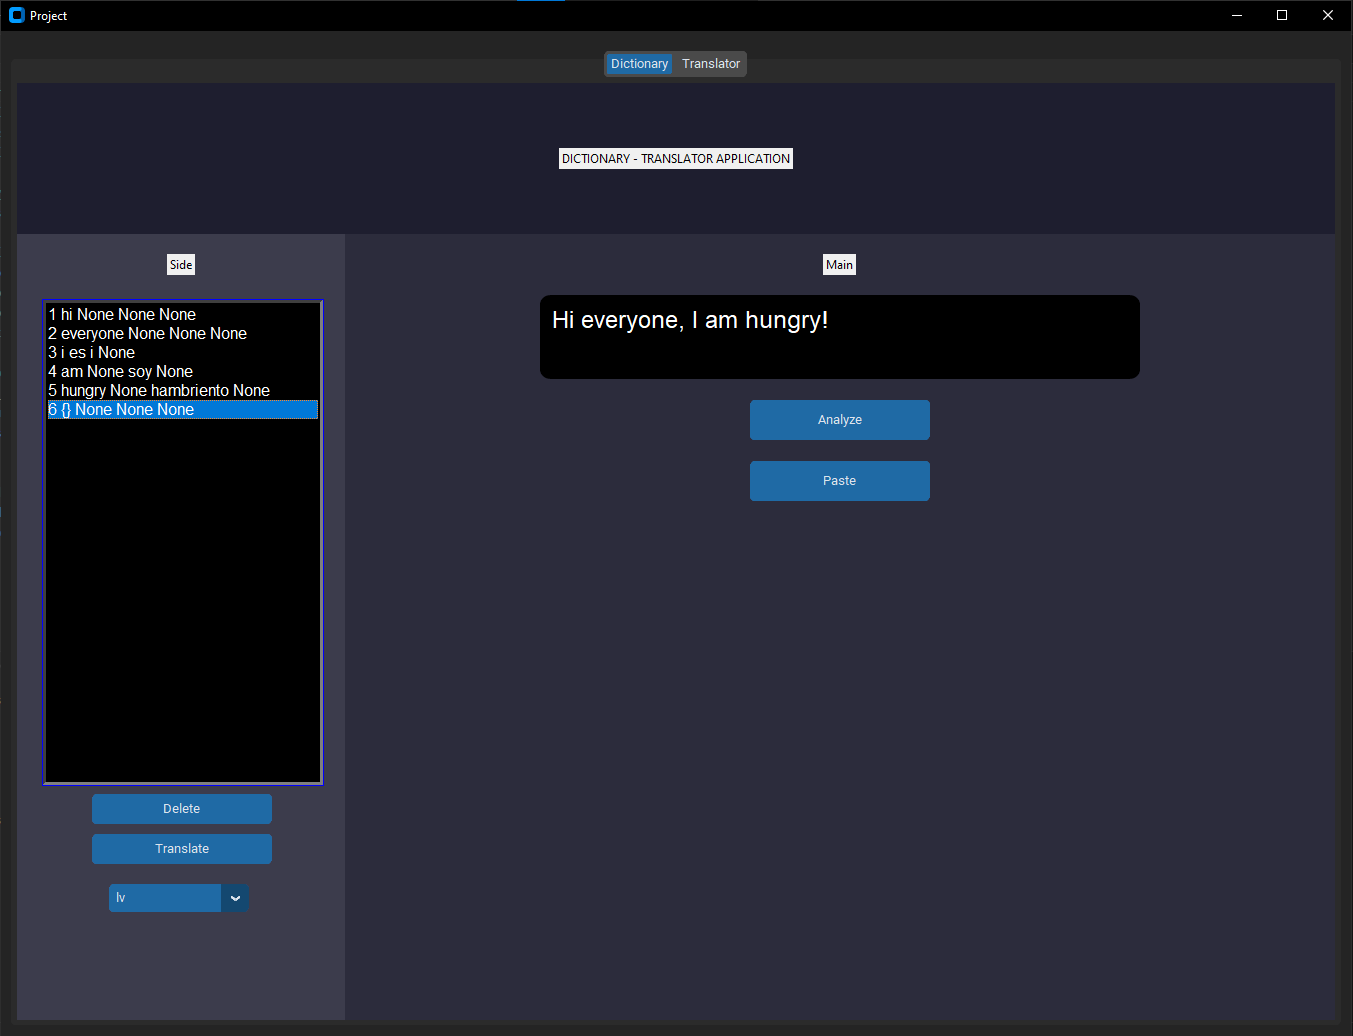 Project
Dictionary Translator
DICTIONARY - TRANSLATOR APPLICATION
Side
1 hi None None None
2 everyone None None None
3 i es i None
4 am None soy None
5 hungry None hambriento None
6 {} None None None
Delete
Translate
lv
Main
Hi everyone, I am hungry!
Analyze
Paste